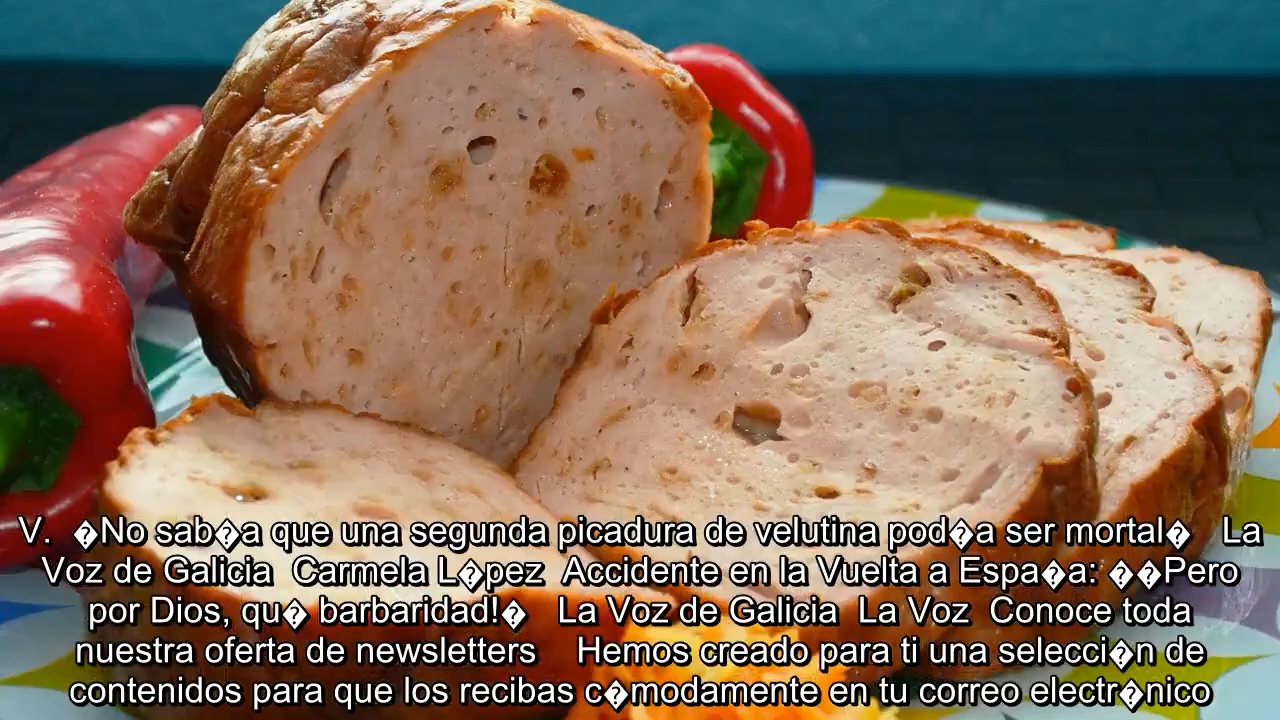 V. �No sab�a que una segunda picadura de velutina pod�a ser mortal� La
Voz de Galicia Carmela L�pez Accidente en la Vuelta a Espa�a: ��Pero
por Dios, qu� barbaridad!� La Voz de Galicia La Voz Conoce toda
nuestra oferta de newsletters Hemos creado para ti una selecci�n de
contenidos para que los recibas c�modamente en tu correo electr�nico